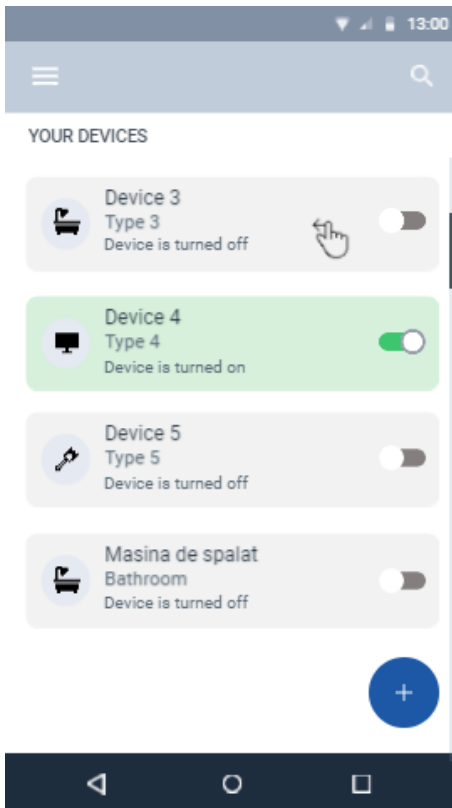 13:00
YOUR DEVICES
Device 3
Type 3
Device is turned off
Device 4
Type 4
Device is turned on
Device 5
Type 5
Device is turned off
Masina de spalat
Bathroom
Device is turned off
+